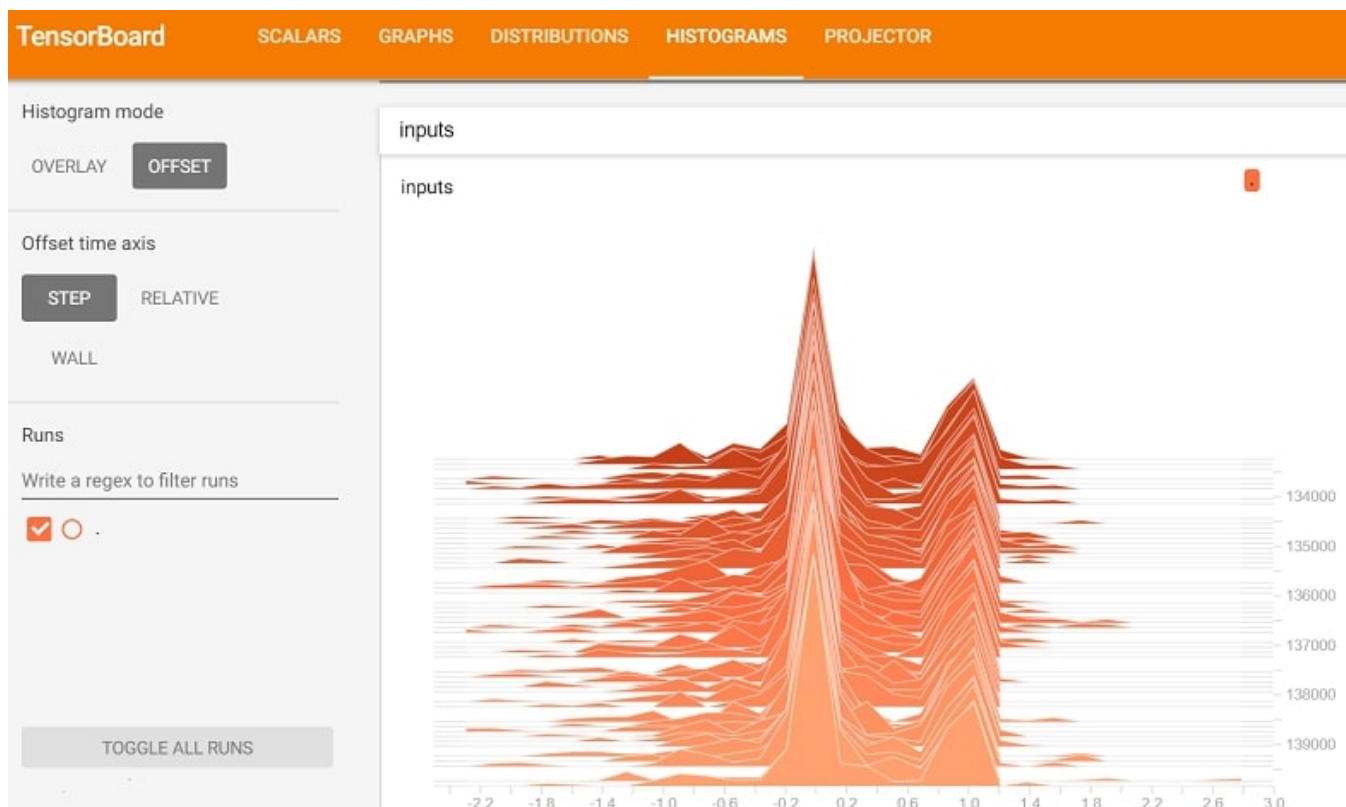 TensorBoard SCALARS GRAPHS DISTRIBUTIONS HISTOGRAMS PROJECTOR
Histogram mode
OVERLAY OFFSET
Offset time axis
STEP RELATIVE
WALL
Runs
Write a regex to filter runs
.
TOGGLE ALL RUNS
inputs
inputs
.
134000
135000
136000
137000
138000
139000
-2.2 -1.8 -1.4 -1.0 -0.6 -0.2 0.2 0.6 1.0 1.4 1.8 2.2 2.6 3.0